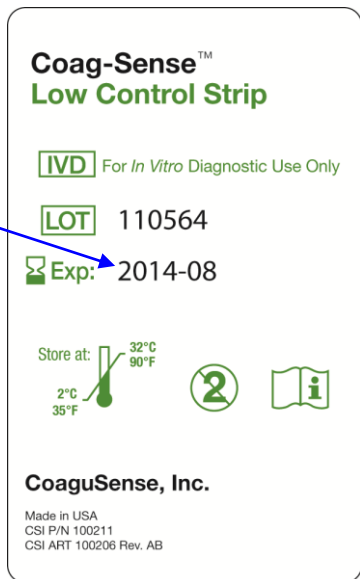 Coag-Sense™
Low Control Strip
IVD For In Vitro Diagnostic Use Only
LOT 110564
Exp: 2014-08
Store at: 32°C
90°F
2°C
35°F
2
i
CoaguSense, Inc.
Made in USA
CSI P/N 100211
CSI ART 100206 Rev. AB